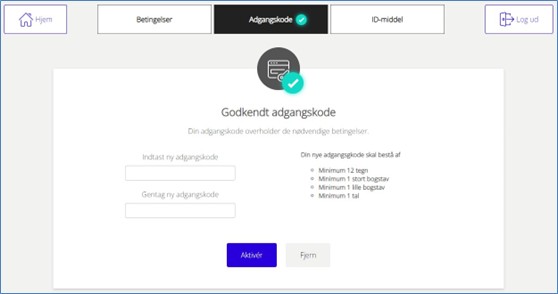 Hjem
Betingelser
Adgangskode
ID-middel
Log ud
Godkendt adgangskode
Din adgangskode overholder de nødvendige betingelser.
Indtast ny adgangskode
Gentag ny adgangskode
Din nye adgangsgkode skal bestå af
Minimum 12 tegn
Minimum 1 stort bogstav
Minimum 1 lille bogstav
Minimum 1 tal
Aktivér
Fjern